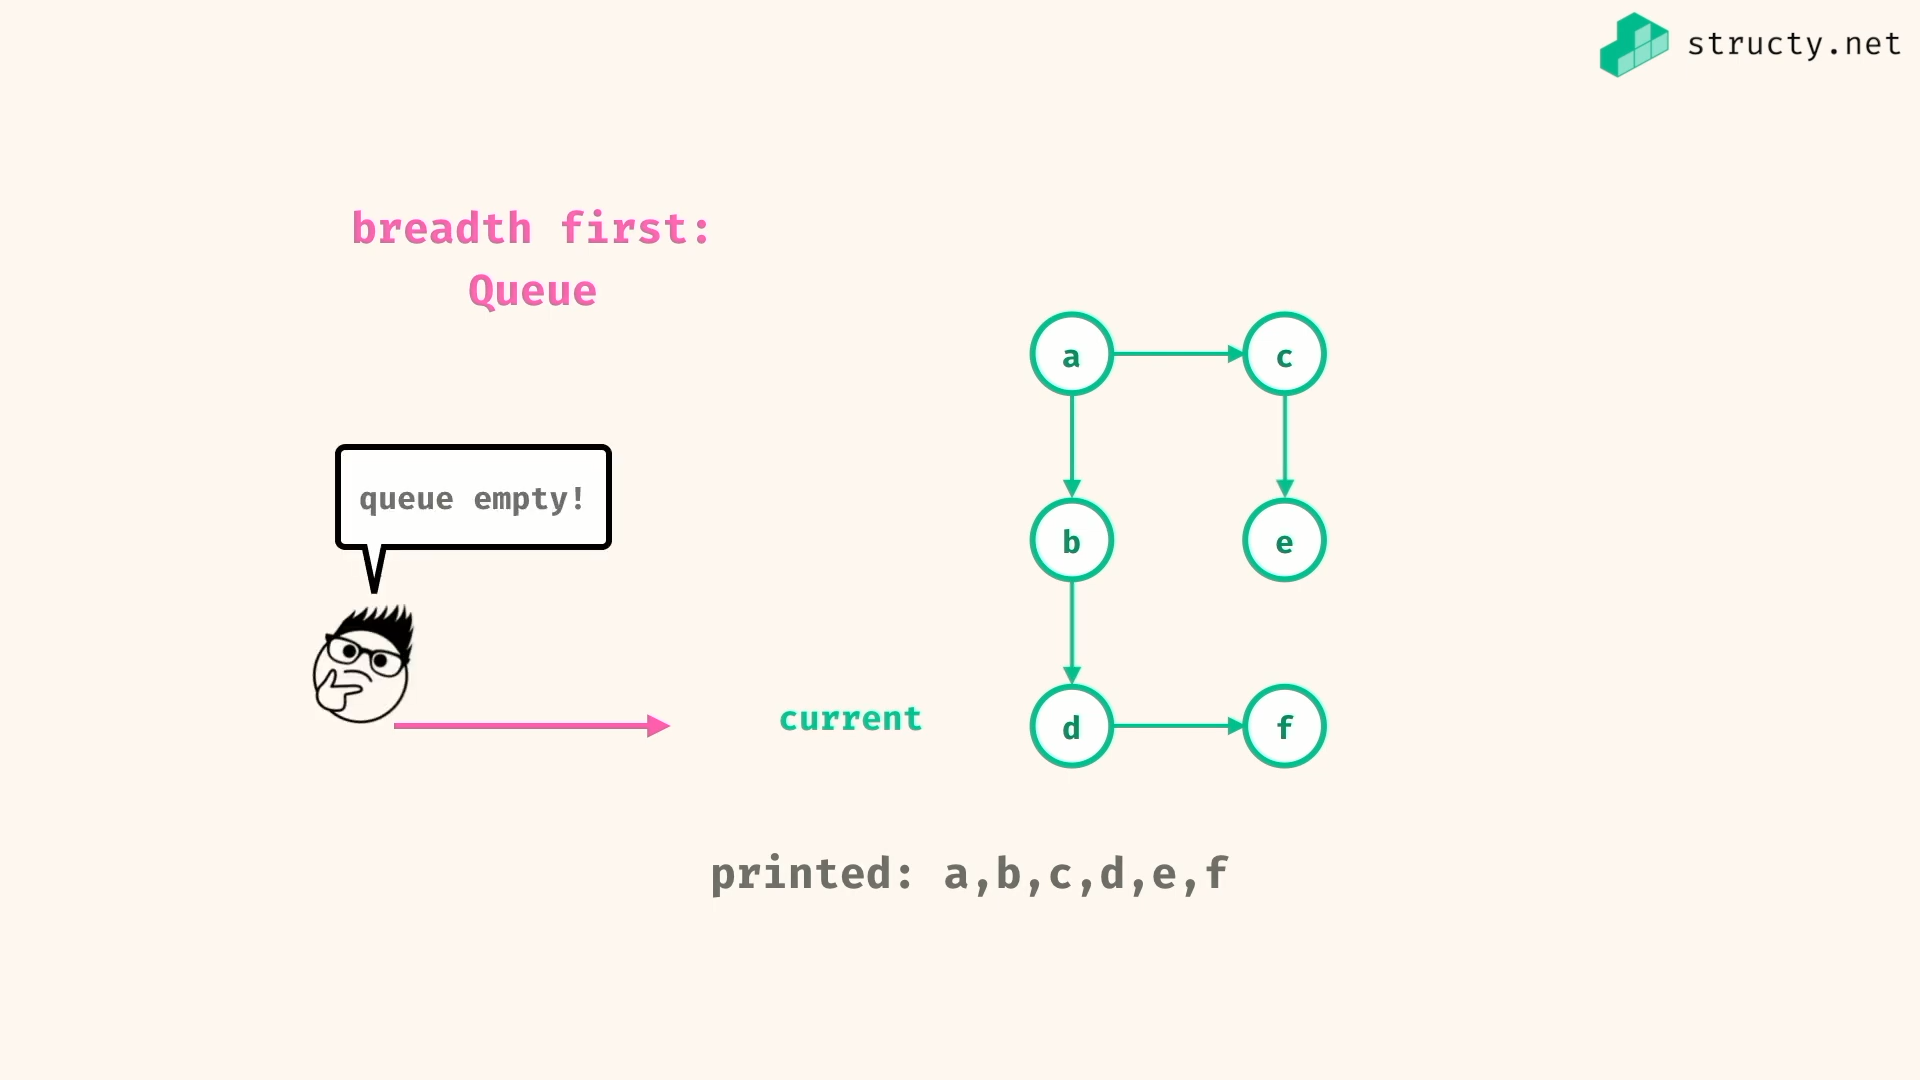 structy.net
breadth first:
Queue
a
c
queue empty!
b
e
current
d
f
printed: a,b,c,d,e,f